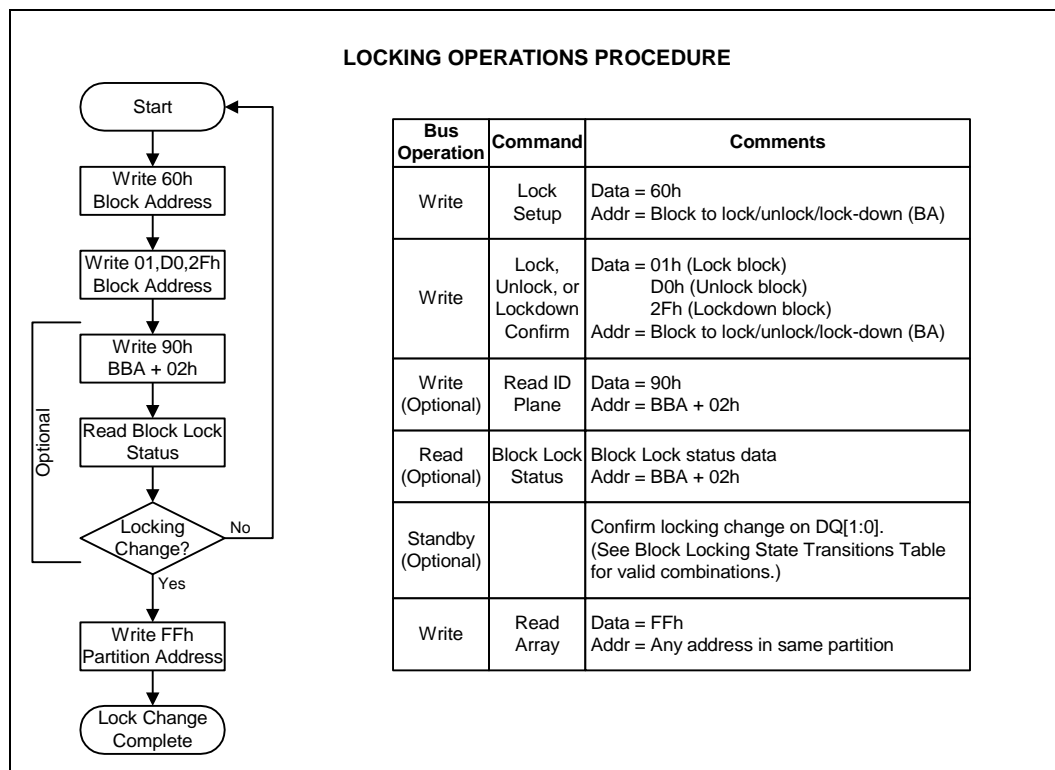 LOCKING OPERATIONS PROCEDURE
Start
Write 60h
Block Address
Write 01,D0,2Fh
Block Address
Optional
Write 90h
BBA + 02h
Read Block Lock
Status
Locking
Change?
No
Yes
Write FFh
Partition Address
Lock Change
Complete
Bus
Operation
Command
Comments
Write
Lock
Setup
Data = 60h
Addr = Block to lock/unlock/lock-down (BA)
Write
Lock,
Unlock, or
Lockdown
Confirm
Data = 01h (Lock block)
D0h (Unlock block)
2Fh (Lockdown block)
Addr = Block to lock/unlock/lock-down (BA)
Write
(Optional)
Read ID
Plane
Data = 90h
Addr = BBA + 02h
Read
(Optional)
Block Lock
Status
Block Lock status data
Addr = BBA + 02h
Standby
(Optional)
Confirm locking change on DQ[1:0].
(See Block Locking State Transitions Table
for valid combinations.)
Write
Read
Array
Data = FFh
Addr = Any address in same partition